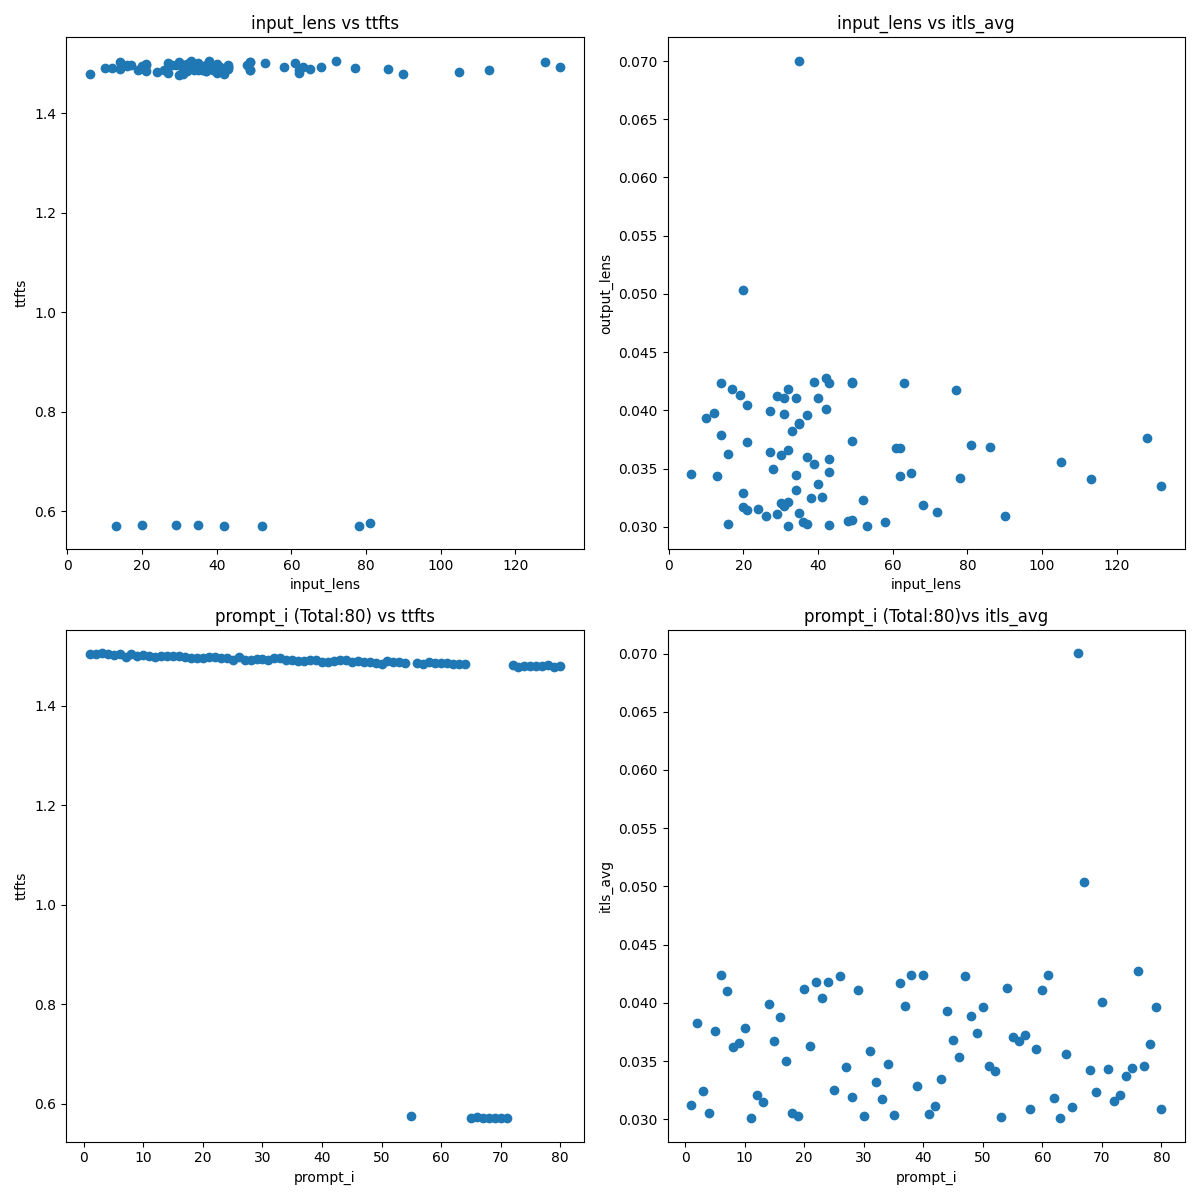 input_lens vs ttfts
1.4
1.2
1.0
0.8
0.6
ttfts
0 20 40 60 80 100 120
input_lens
input_lens vs itls_avg
0.070
0.065
0.060
0.055
0.050
0.045
0.040
0.035
0.030
output_lens
0 20 40 60 80 100 120
input_lens
prompt_i (Total:80) vs ttfts
1.4
1.2
1.0
0.8
0.6
ttfts
0 10 20 30 40 50 60 70 80
prompt_i
prompt_i (Total:80)vs itls_avg
0.070
0.065
0.060
0.055
0.050
0.045
0.040
0.035
0.030
itls_avg
0 10 20 30 40 50 60 70 80
prompt_i